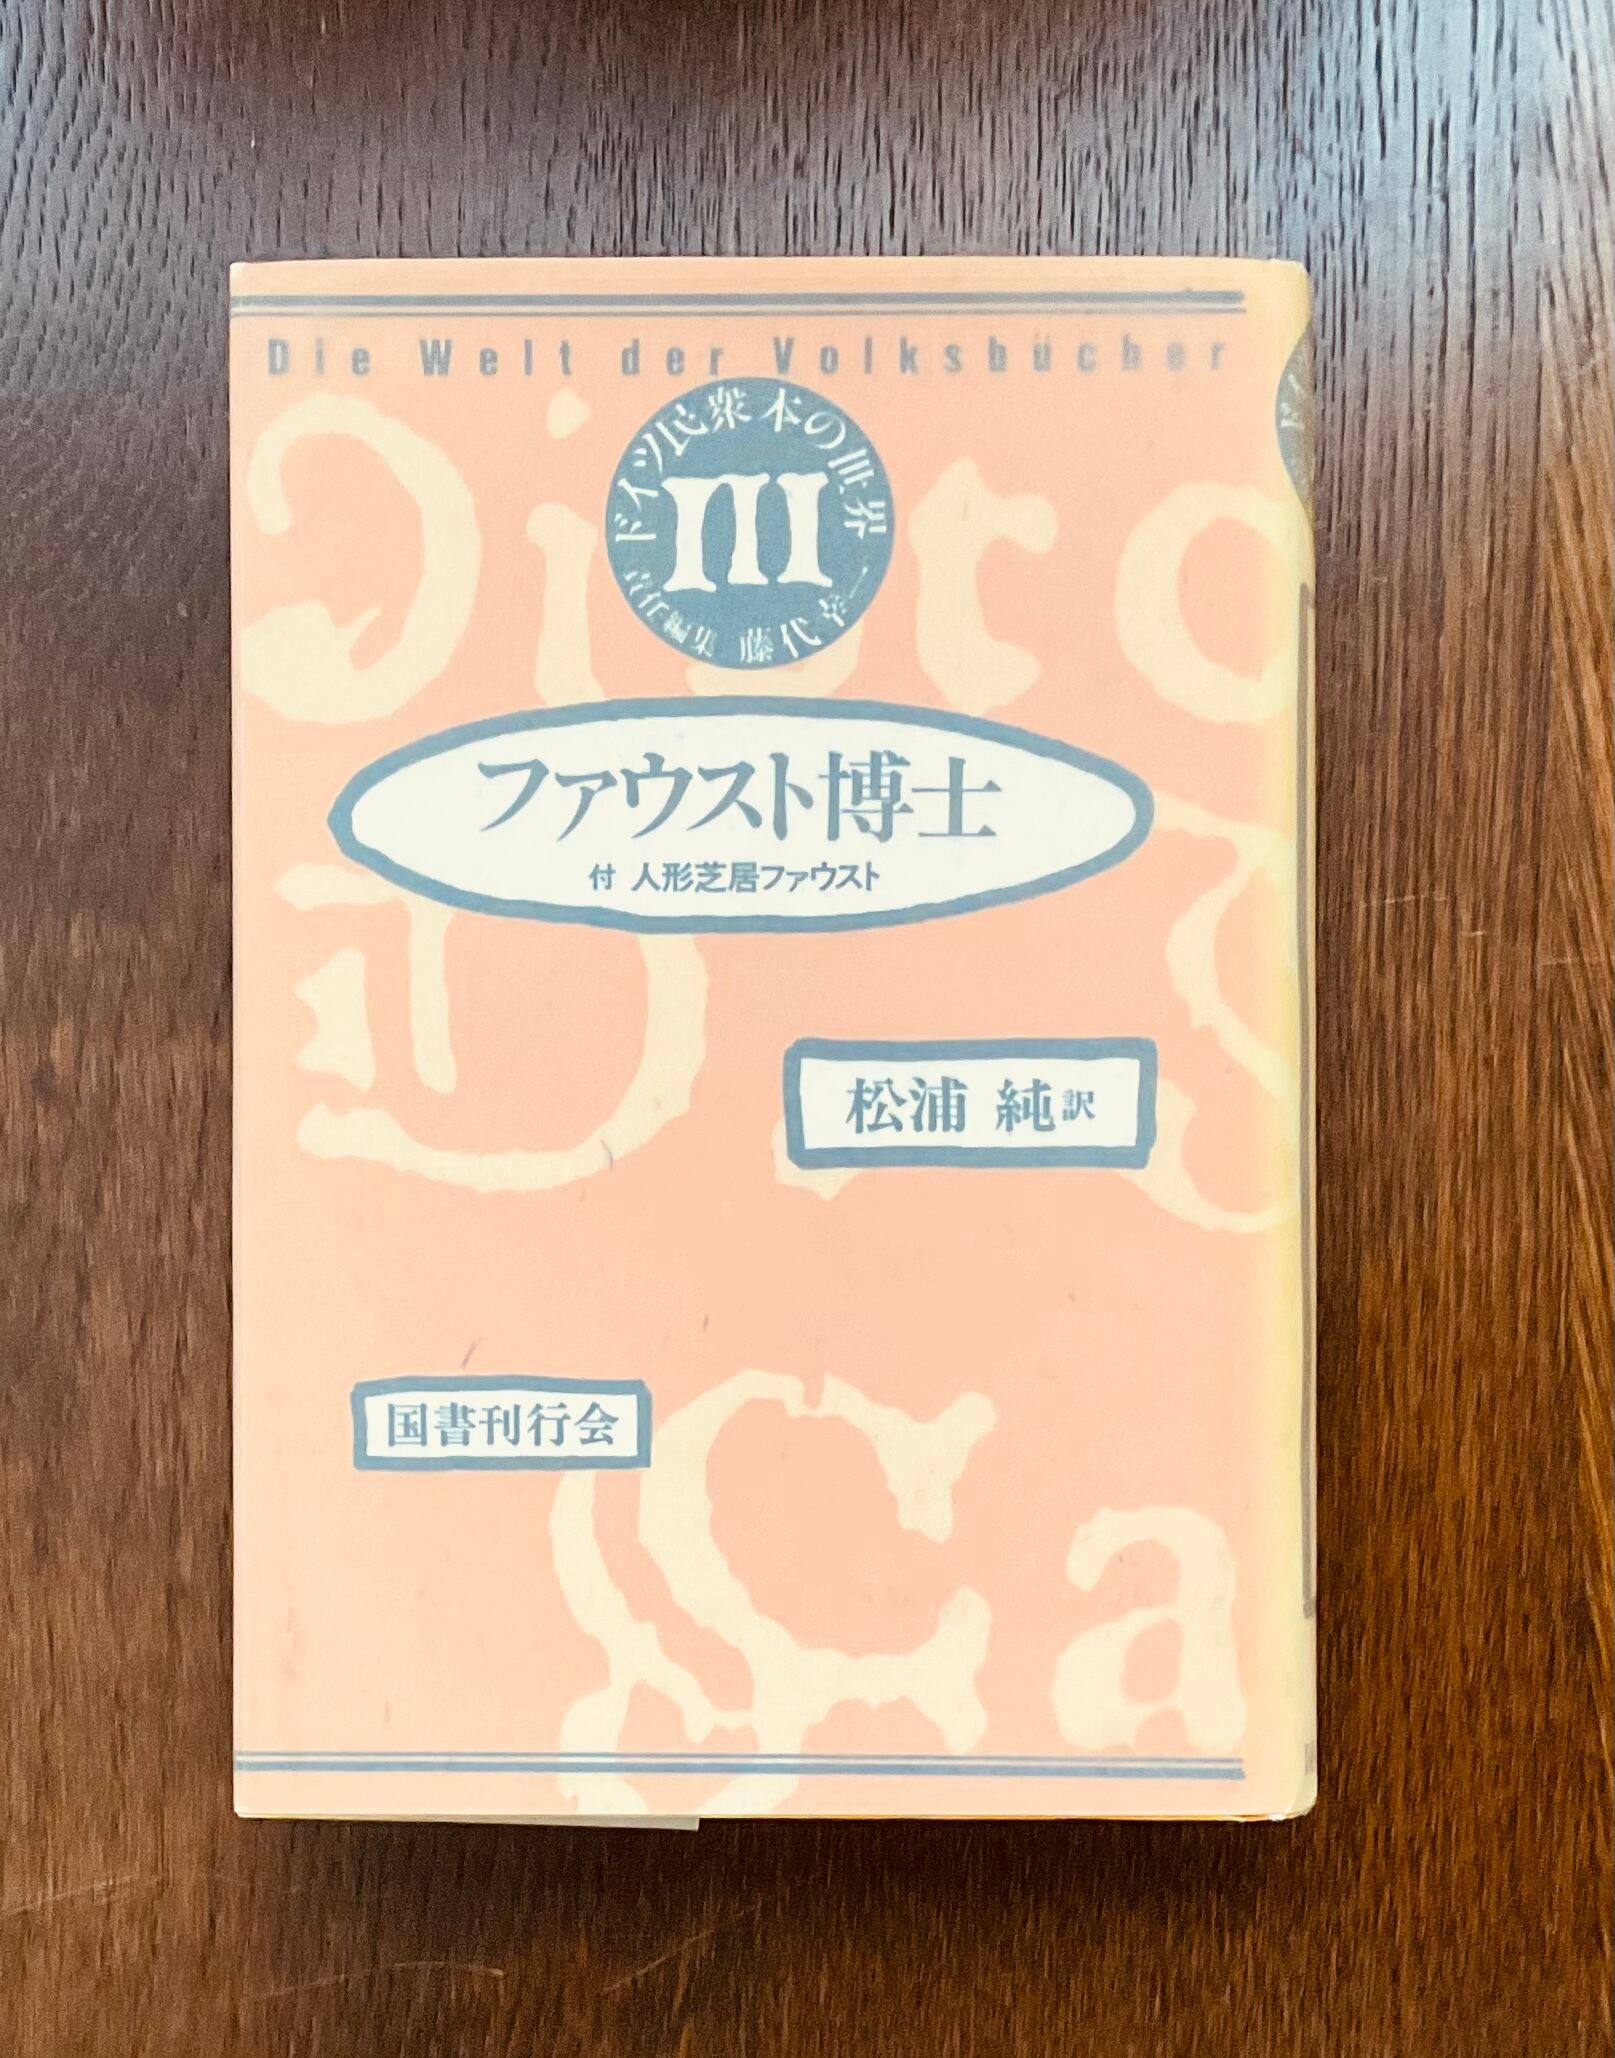 Die Welt der Volksbücher
ドイツ民衆本の世界
III
責任編集 藤代幸一
ファウスト博士
付 人形芝居ファウスト
松浦 純 訳
国書刊行会